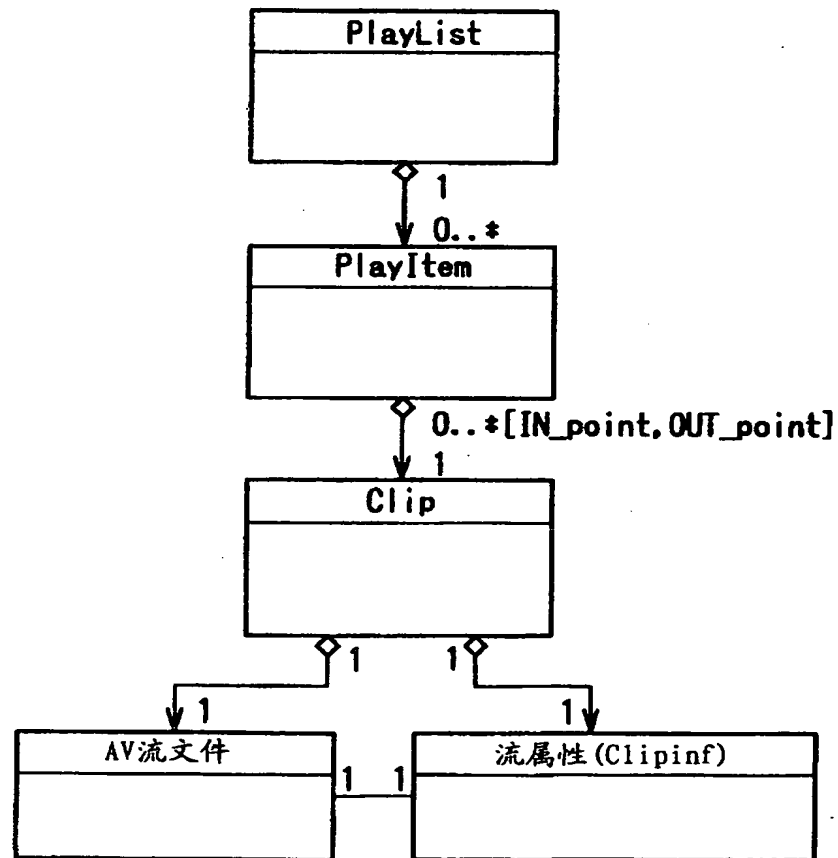 PlayList
1
0..*
PlayItem
0..*[IN_point,OUT_point]
1
Clip
1 1
1 1
AV流文件 流属性(Clipinf)
1 1